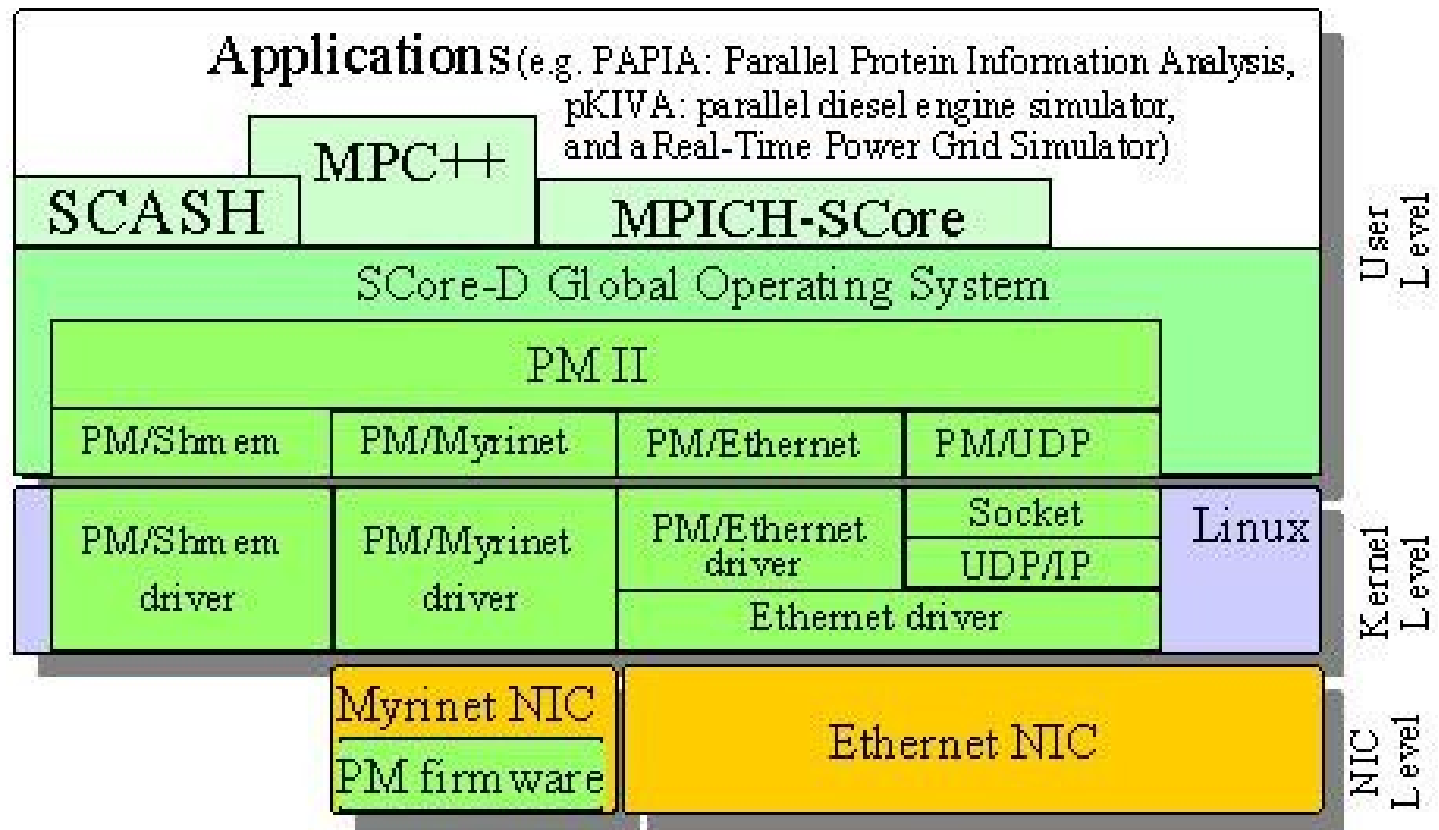 Applications (e.g. PAPIA: Parallel Protein Information Analysis,
pKIVA: parallel diesel engine simulator,
and a Real-Time Power Grid Simulator)
MPC++
SCASH
MPICH-SCore
SCore-D Global Operating System
PM II
PM/Shmem
PM/Myrinet
PM/Ethernet
PM/UDP
User
Level
PM/Shmem
driver
PM/Myrinet
driver
PM/Ethernet
driver
Socket
UDP/IP
Ethernet driver
Linux
Kernel
Level
Myrinet NIC
PM firmware
Ethernet NIC
NIC
Level